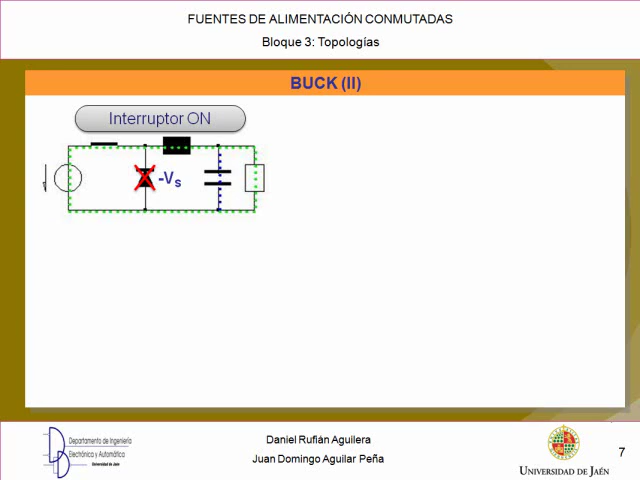 FUENTES DE ALIMENTACIÓN CONMUTADAS
Bloque 3: Topologías
BUCK (II)
Interruptor ON
-Vs
Departamento de Ingeniería
Electrónica y Automática
Universidad de Jaén
Daniel Rufián Aguilera
Juan Domingo Aguilar Peña
UNIVERSIDAD DE JAÉN
7